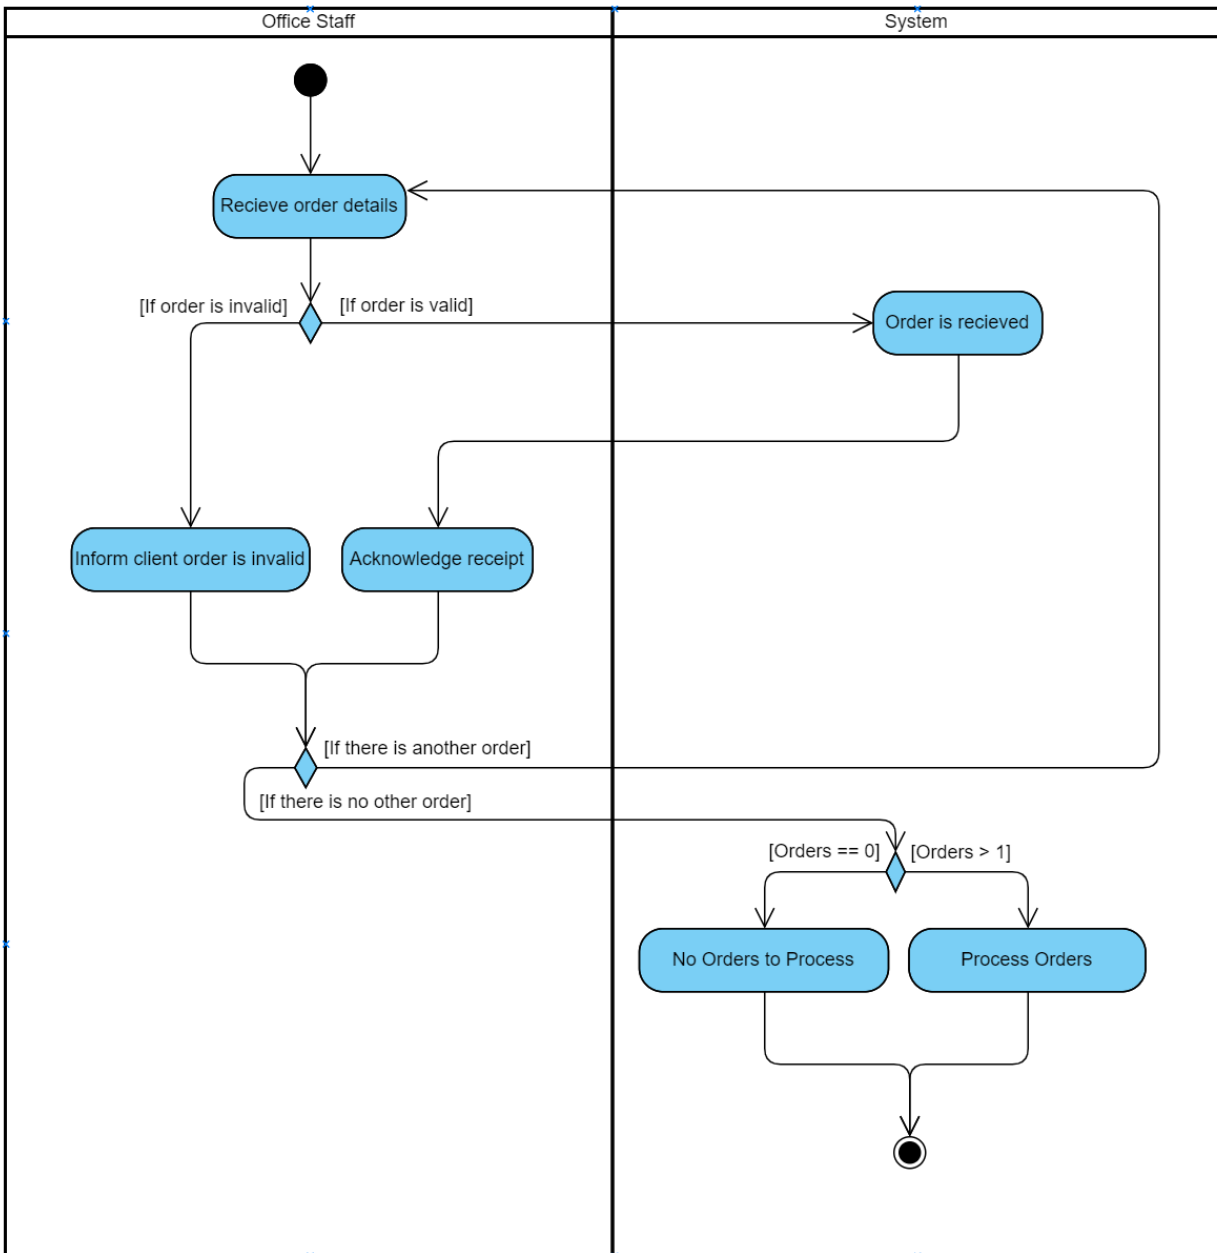 Office Staff
System
Recieve order details
[If order is invalid]
[If order is valid]
Order is recieved
Inform client order is invalid
Acknowledge receipt
[If there is another order]
[If there is no other order]
[Orders == 0]
[Orders > 1]
No Orders to Process
Process Orders